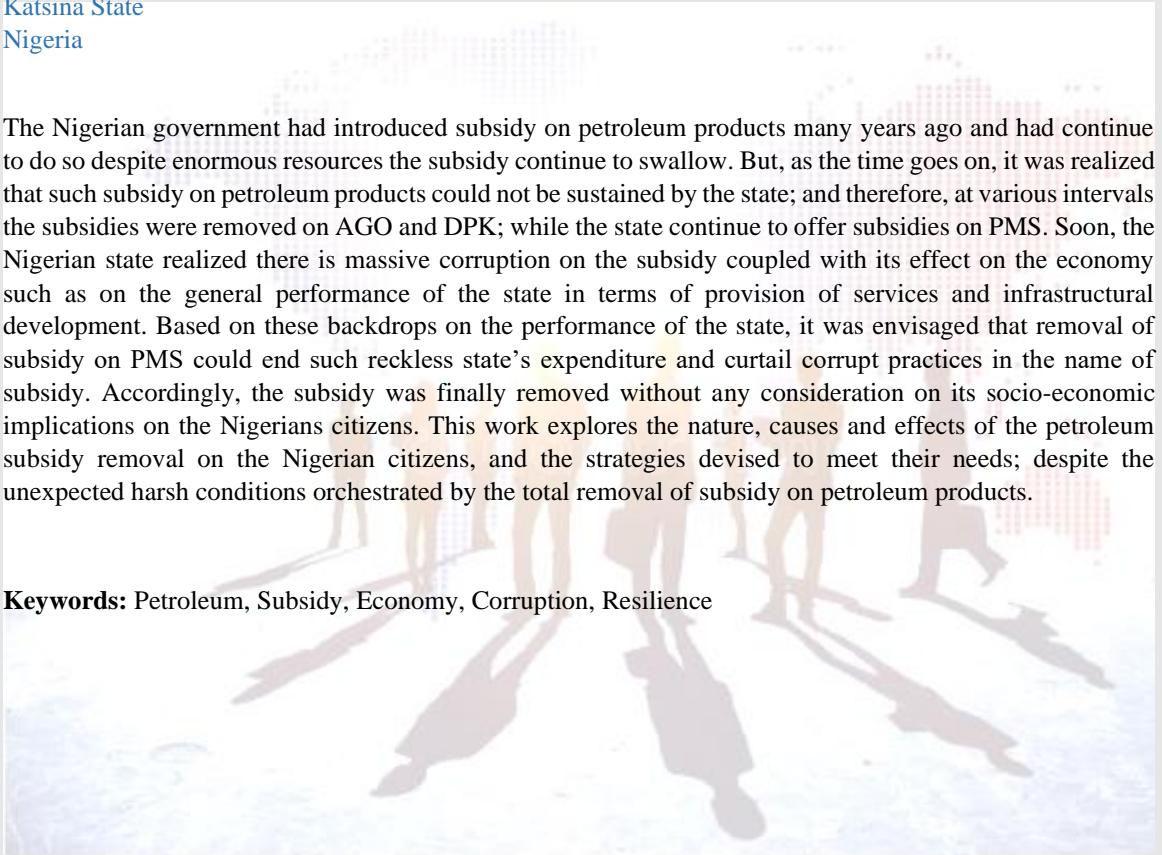 Katsina State
Nigeria
The Nigerian government had introduced subsidy on petroleum products many years ago and had continue
to do so despite enormous resources the subsidy continue to swallow. But, as the time goes on, it was realized
that such subsidy on petroleum products could not be sustained by the state; and therefore, at various intervals
the subsidies were removed on AGO and DPK; while the state continue to offer subsidies on PMS. Soon, the
Nigerian state realized there is massive corruption on the subsidy coupled with its effect on the economy
such as on the general performance of the state in terms of provision of services and infrastructural
development. Based on these backdrops on the performance of the state, it was envisaged that removal of
subsidy on PMS could end such reckless state’s expenditure and curtail corrupt practices in the name of
subsidy. Accordingly, the subsidy was finally removed without any consideration on its socio-economic
implications on the Nigerians citizens. This work explores the nature, causes and effects of the petroleum
subsidy removal on the Nigerian citizens, and the strategies devised to meet their needs; despite the
unexpected harsh conditions orchestrated by the total removal of subsidy on petroleum products.
Keywords: Petroleum, Subsidy, Economy, Corruption, Resilience